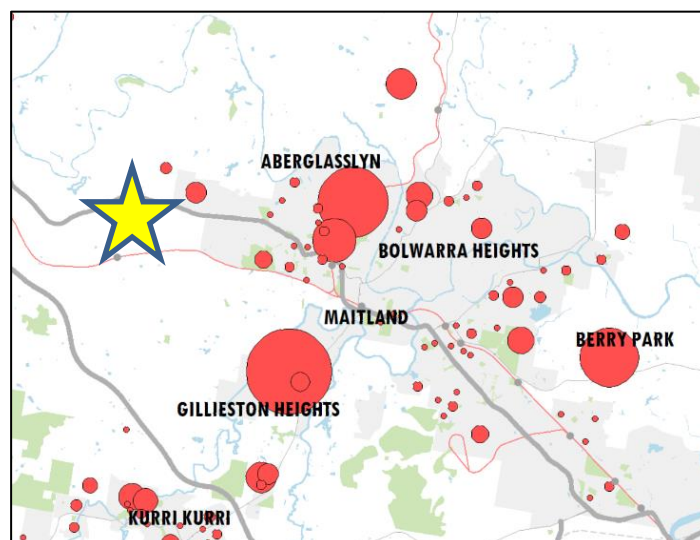 ABERGLASSLYN
BOLWARRA HEIGHTS
MAITLAND
BERRY PARK
GILLIESTON HEIGHTS
KURRI KURRI